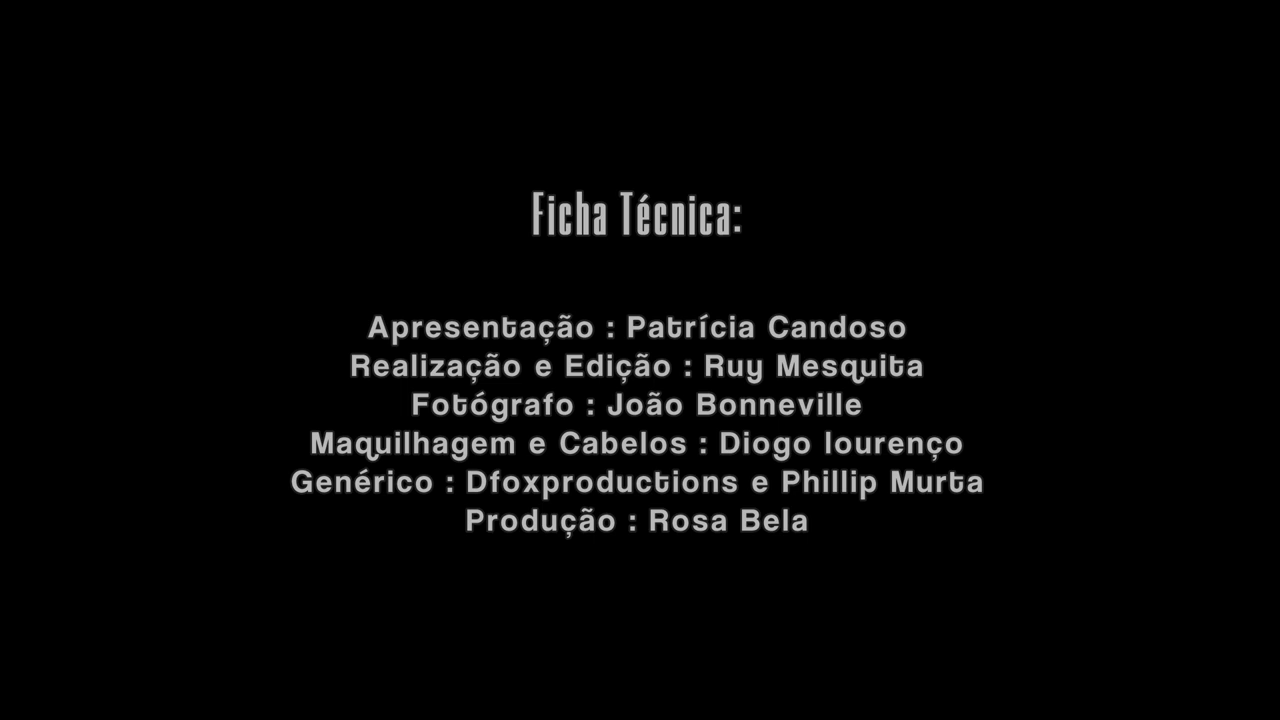 Ficha Técnica:
Apresentação : Patrícia Candoso
Realização e Edição : Ruy Mesquita
Fotógrafo : João Bonneville
Maquilhagem e Cabelos : Diogo lourenço
Genérico : Dfoxproductions e Phillip Murta
Produção : Rosa Bela